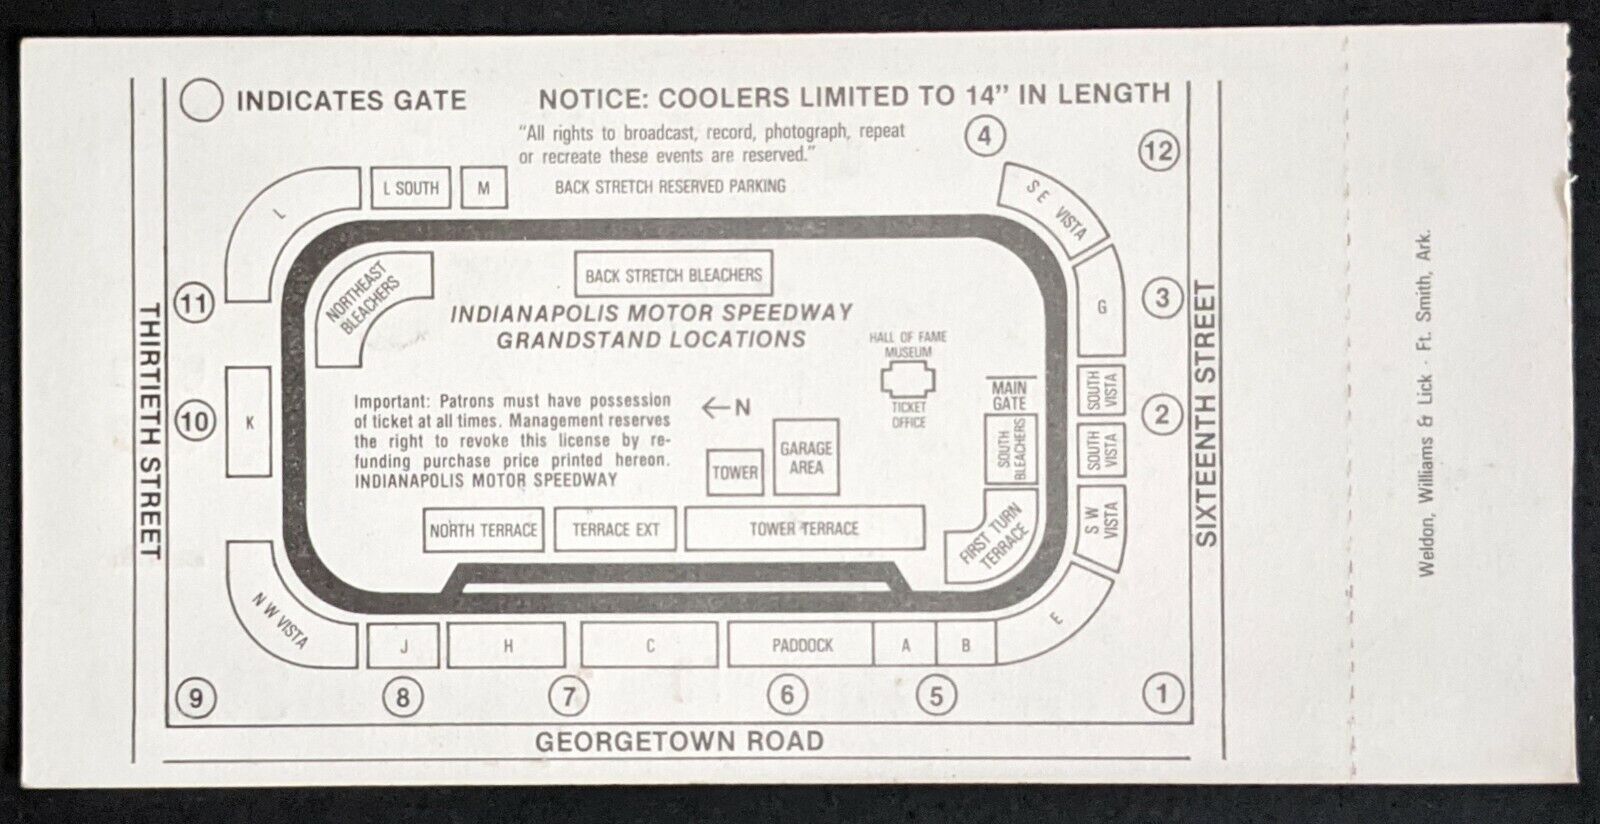 INDICATES GATE
NOTICE: COOLERS LIMITED TO 14” IN LENGTH
“All rights to broadcast, record, photograph, repeat
or recreate these events are reserved.”
4
12
L SOUTH
M
BACK STRETCH RESERVED PARKING
L
S E VISTA
NORTHEAST
BLEACHERS
BACK STRETCH BLEACHERS
11
3
G
INDIANAPOLIS MOTOR SPEEDWAY
GRANDSTAND LOCATIONS
HALL OF FAME
MUSEUM
TICKET
OFFICE
MAIN
GATE
SOUTH
VISTA
THIRTIETH STREET
SIXTEENTH STREET
10
K
Important: Patrons must have possession
of ticket at all times. Management reserves
the right to revoke this license by re-
funding purchase price printed hereon.
INDIANAPOLIS MOTOR SPEEDWAY
←N
2
TOWER
GARAGE
AREA
SOUTH
BLEACHERS
SOUTH
VISTA
NORTH TERRACE
TERRACE EXT
TOWER TERRACE
FIRST TURN
TERRACE
S W
VISTA
N W VISTA
J
H
C
PADDOCK
A
B
E
9
8
7
6
5
1
GEORGETOWN ROAD
Weldon, Williams & Lick · Ft. Smith, Ark.